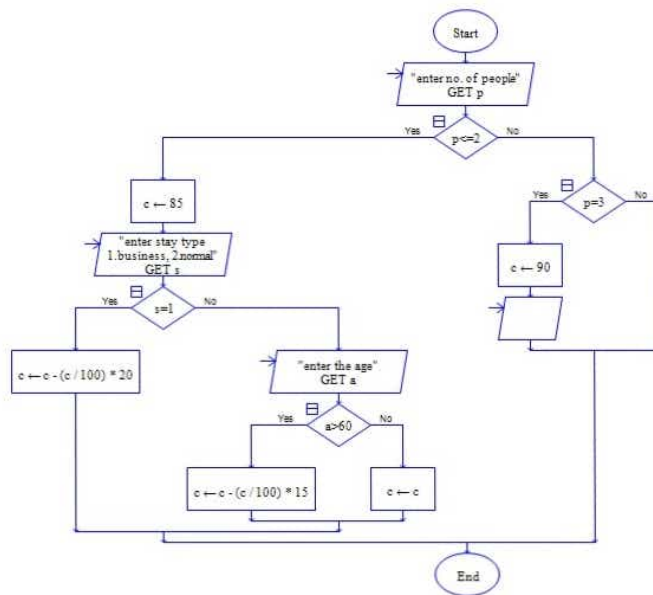 Start
"enter no. of people"
GET p
p<=2
Yes
No
c ← 85
"enter stay type
1.business, 2.normal"
GET s
s=1
Yes
No
c ← c - (c / 100) * 20
"enter the age"
GET a
a>60
Yes
No
c ← c - (c / 100) * 15
c ← c
p=3
Yes
No
c ← 90
End